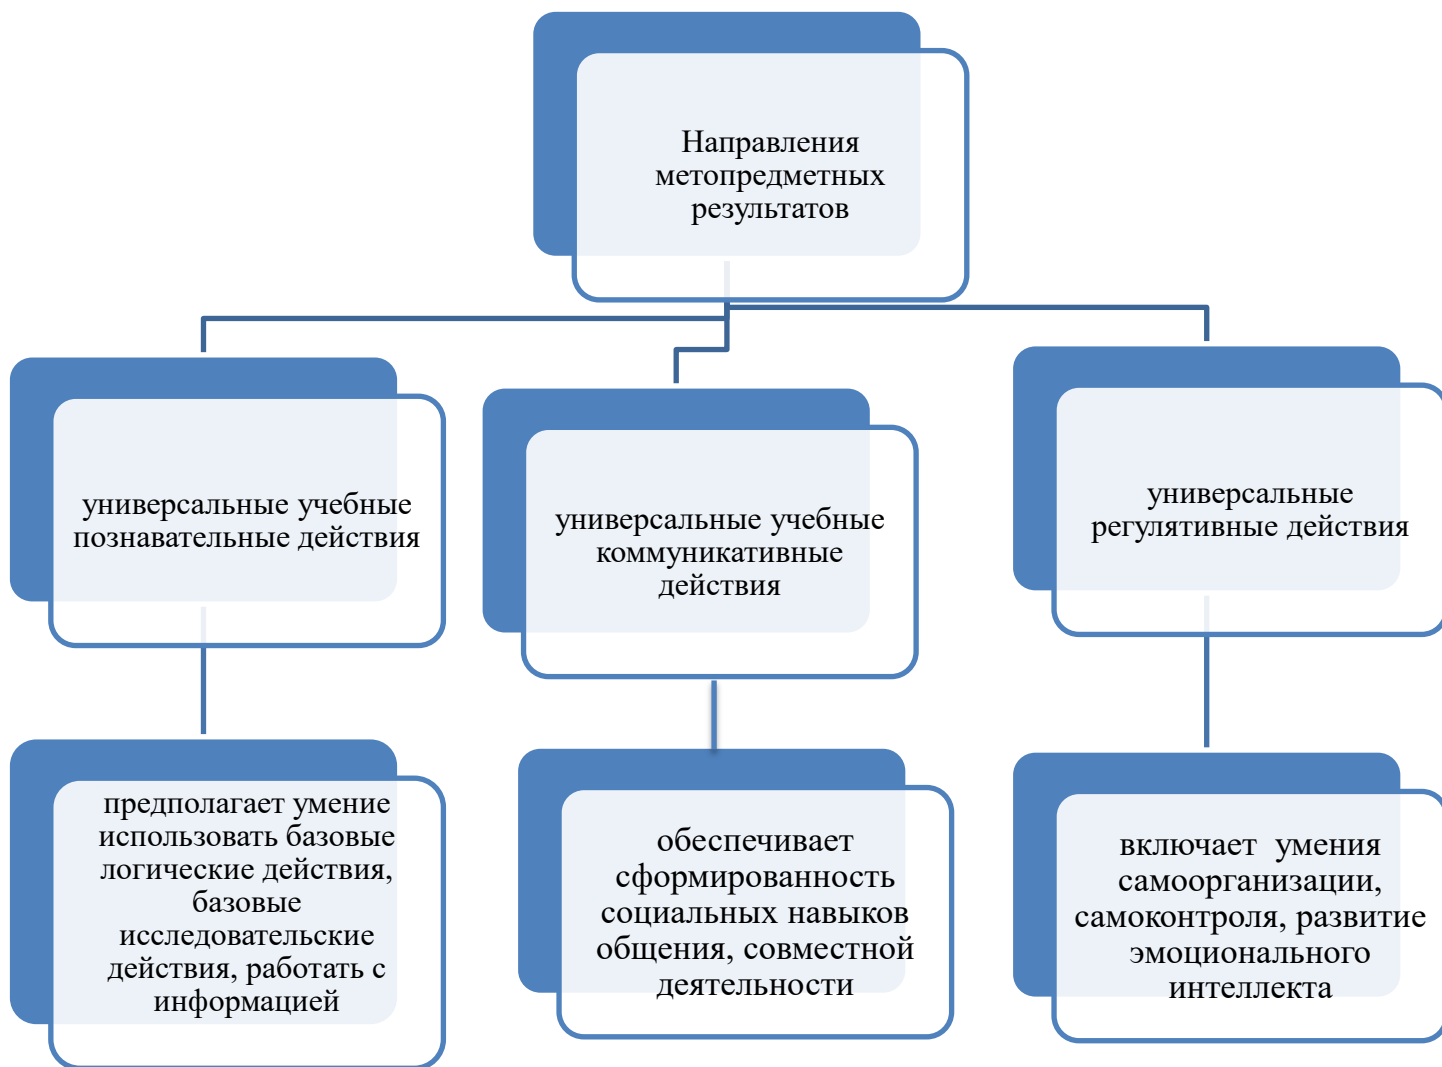 Направления
метопредметных
результатов
универсальные учебные
познавательные действия
универсальные учебные
коммуникативные
действия
универсальные
регулятивные действия
предполагает умение
использовать базовые
логические действия,
базовые
исследовательские
действия, работать с
информацией
обеспечивает
сформированность
социальных навыков
общения, совместной
деятельности
включает  умения
самоорганизации,
самоконтроля, развитие
эмоционального
интеллекта